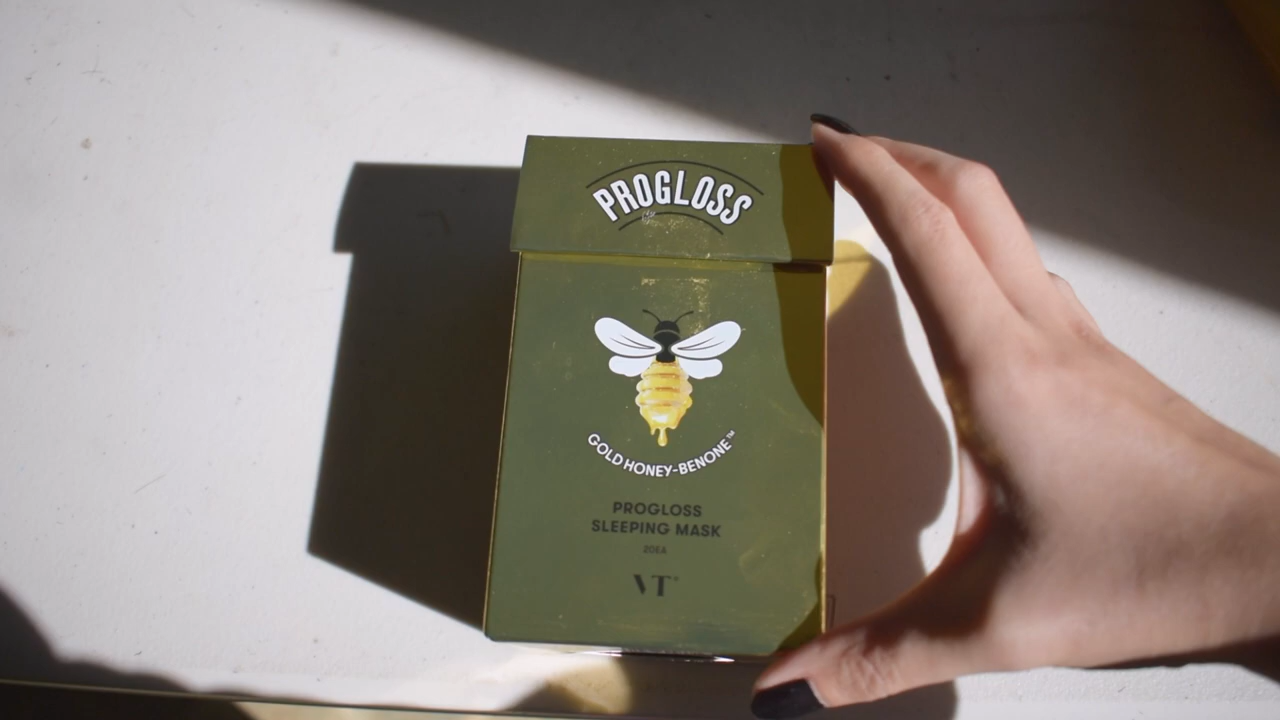 PROGLOSS
GOLD HONEY-BENONE™
PROGLOSS
SLEEPING MASK
20EA
VT®